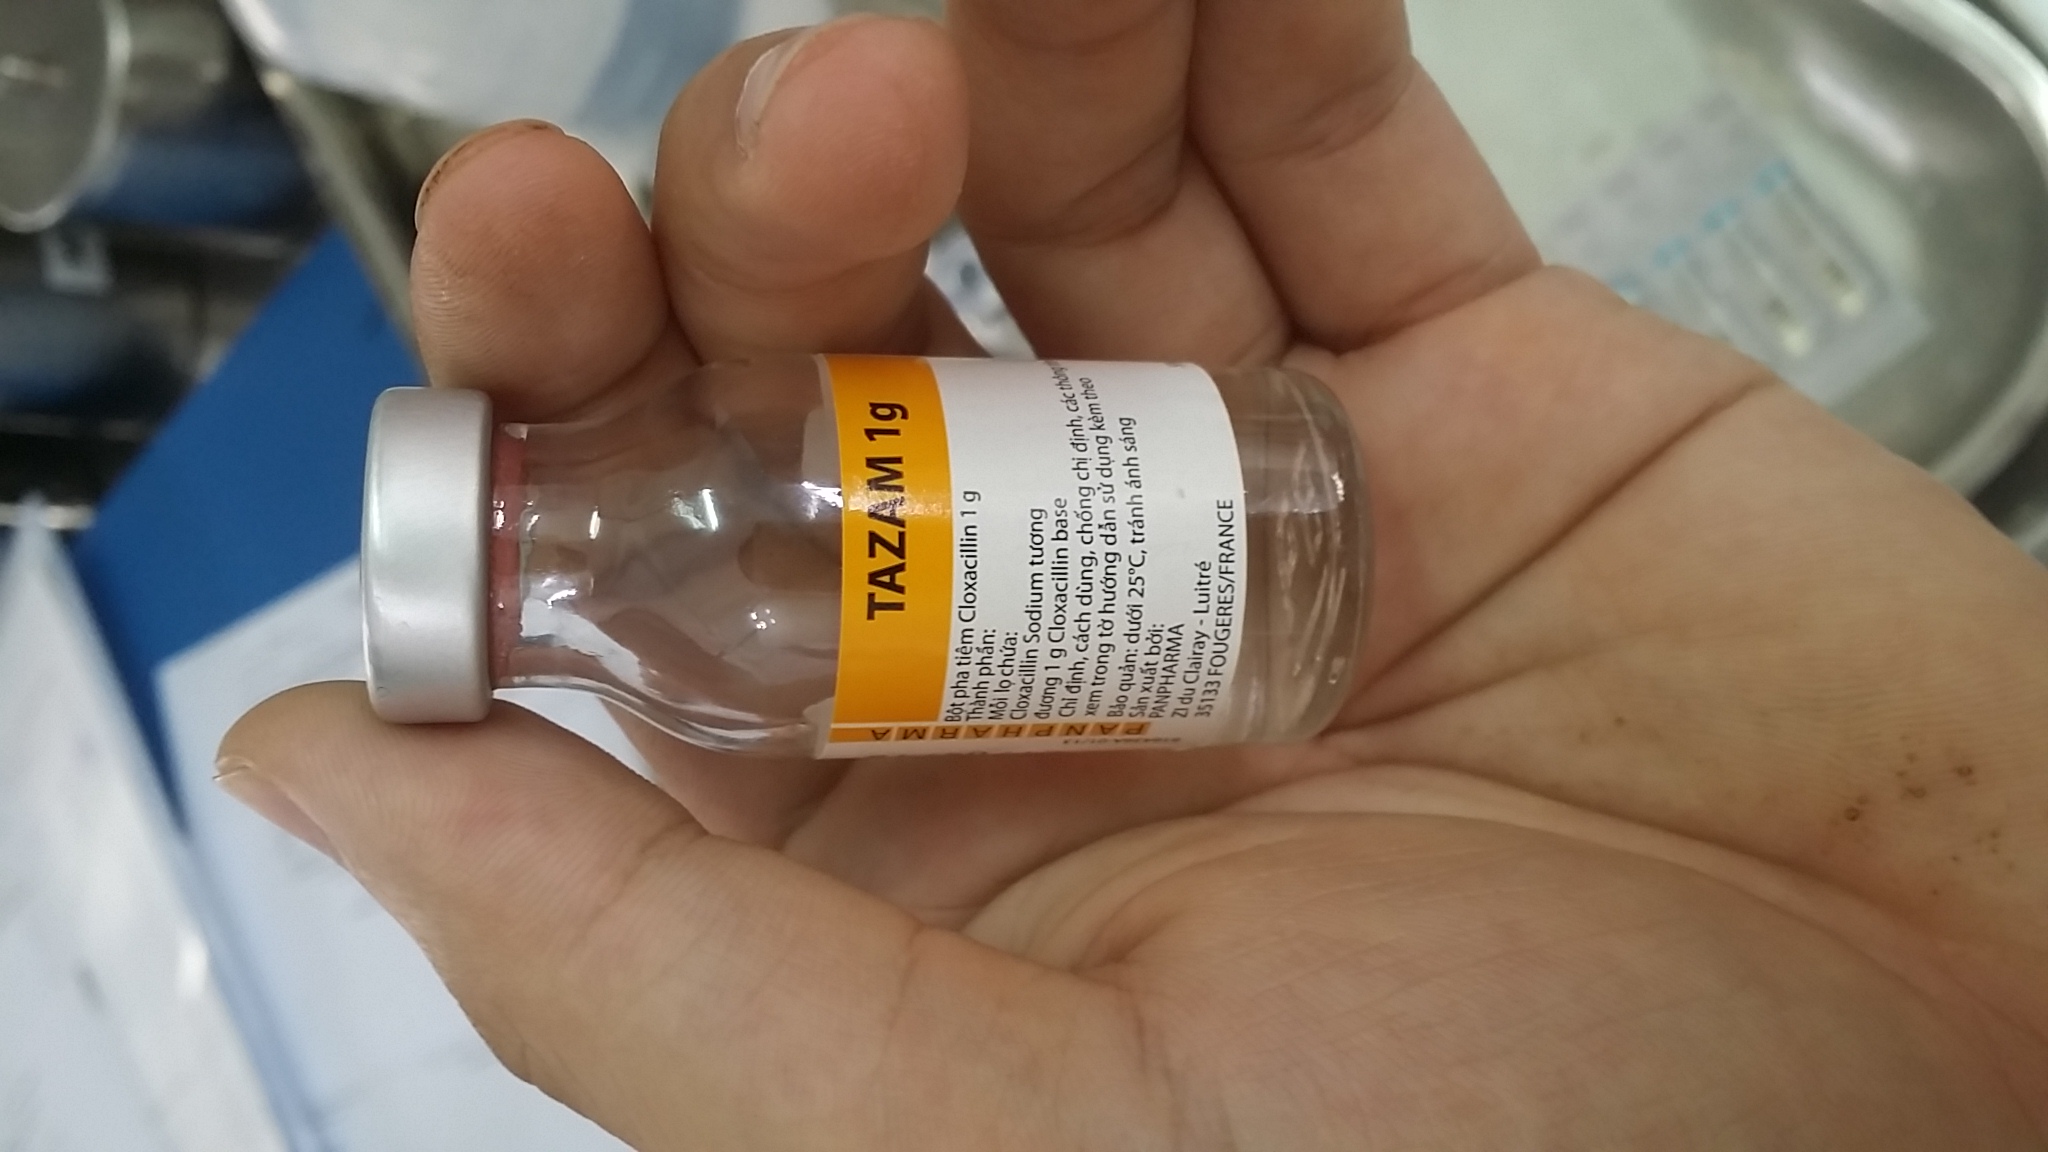 TAZAM 1g
PANPHARMA
Bột pha tiêm Cloxacillin 1 g
Thành phần:
Mỗi lọ chứa:
Cloxacillin Sodium tương
đương 1 g Cloxacillin base
Chỉ định, cách dùng, chống chị định, các thông
xem trong tờ hướng dẫn sử dụng kèm theo
Bảo quản: dưới 25°C, tránh ánh sáng
Sản xuất bởi:
PANPHARMA
ZI du Clairay - Luitré
35133 FOUGERES/FRANCE